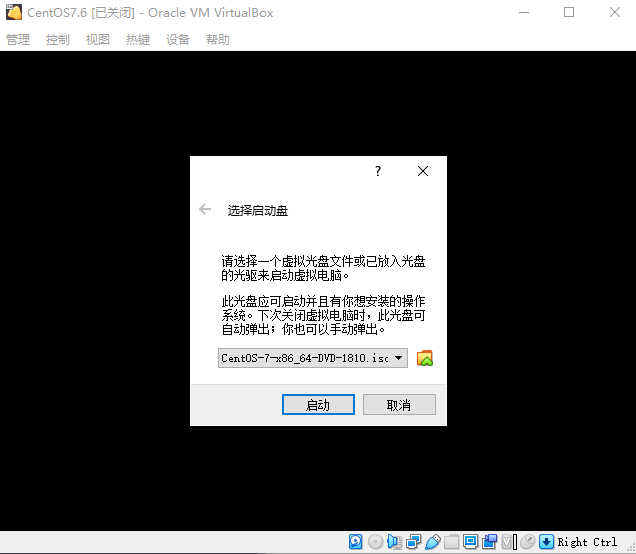 CentOS7.6 [已关闭] - Oracle VM VirtualBox
管理 控制 视图 热键 设备 帮助
?
选择启动盘
请选择一个虚拟光盘文件或已放入光盘
的光驱来启动虚拟电脑。
此光盘应可启动并且有你想安装的操作
系统。下次关闭虚拟电脑时，此光盘可
自动弹出；你也可以手动弹出。
CentOS-7-x86_64-DVD-1810.isc
启动 取消
Right Ctrl